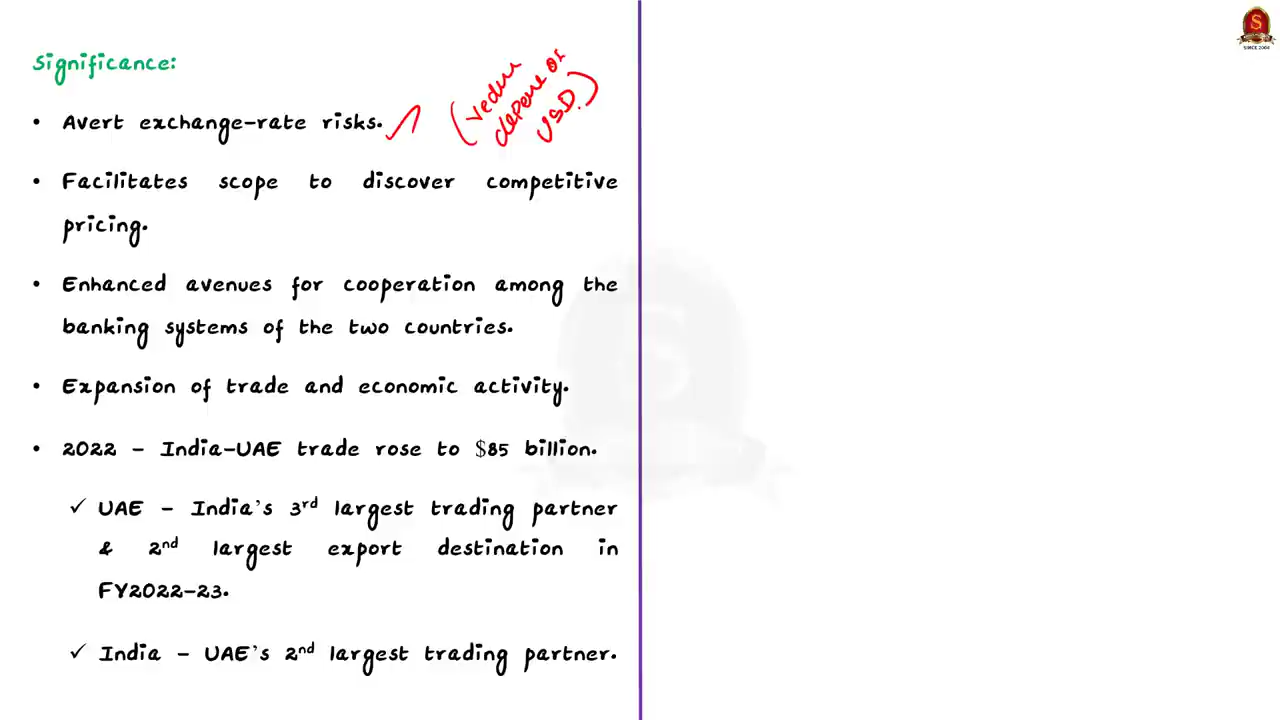 Significance:
• Avert exchange-rate risks.
(reduce
depence on
USD.)
• Facilitates scope to discover competitive
pricing.
• Enhanced avenues for cooperation among the
banking systems of the two countries.
• Expansion of trade and economic activity.
• 2022 – India-UAE trade rose to $85 billion.
✓ UAE – India's 3rd largest trading partner
& 2nd largest export destination in
FY2022-23.
✓ India – UAE's 2nd largest trading partner.
S
SINCE 2004